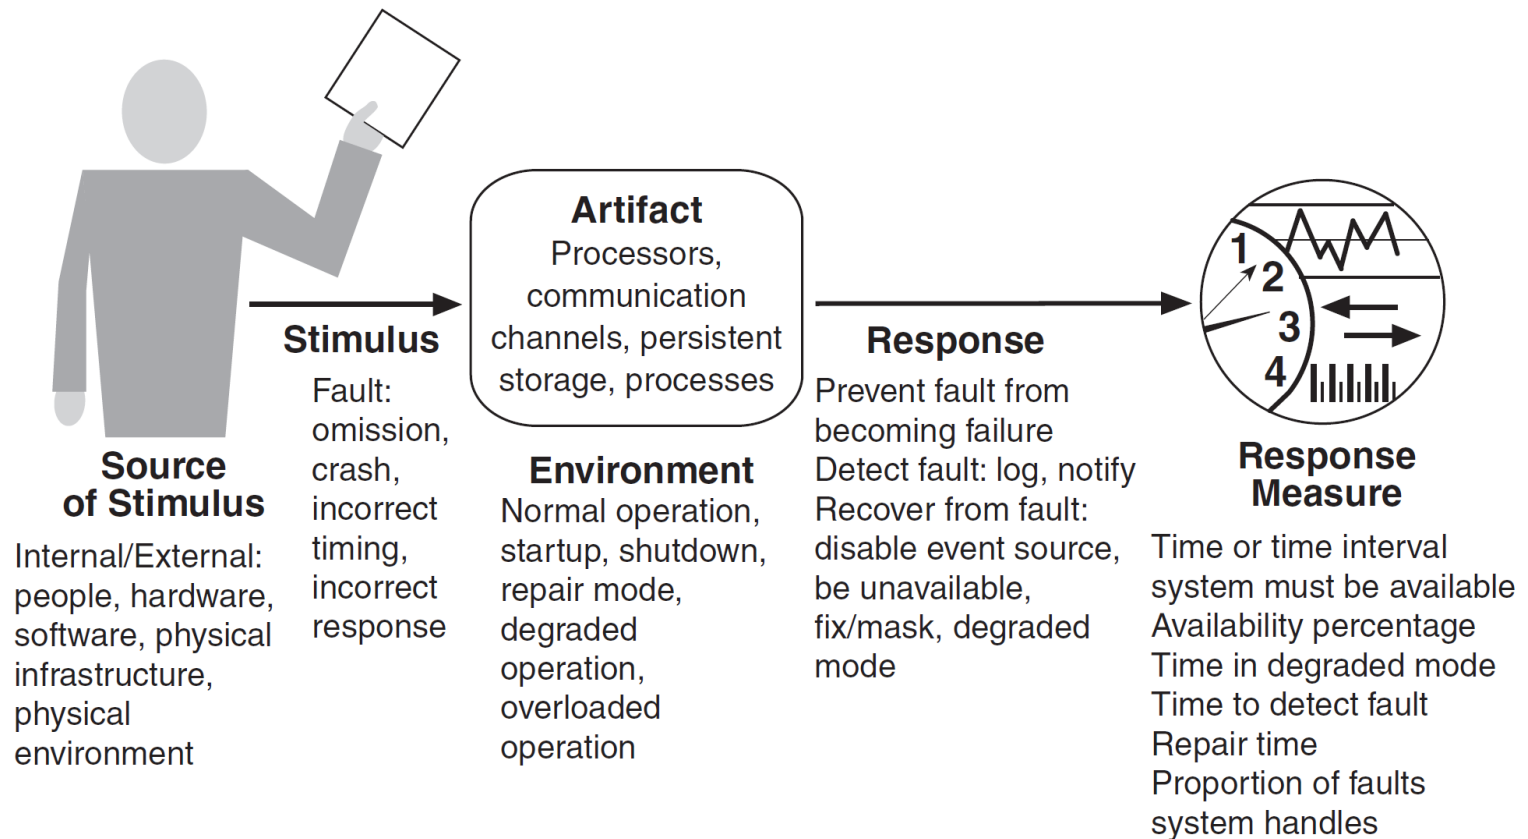 Source
of Stimulus
Internal/External:
people, hardware,
software, physical
infrastructure,
physical
environment
Stimulus
Fault:
omission,
crash,
incorrect
timing,
incorrect
response
Artifact
Processors,
communication
channels, persistent
storage, processes
Environment
Normal operation,
startup, shutdown,
repair mode,
degraded
operation,
overloaded
operation
Response
Prevent fault from
becoming failure
Detect fault: log, notify
Recover from fault:
disable event source,
be unavailable,
fix/mask, degraded
mode
1
2
3
4
Response
Measure
Time or time interval
system must be available
Availability percentage
Time in degraded mode
Time to detect fault
Repair time
Proportion of faults
system handles